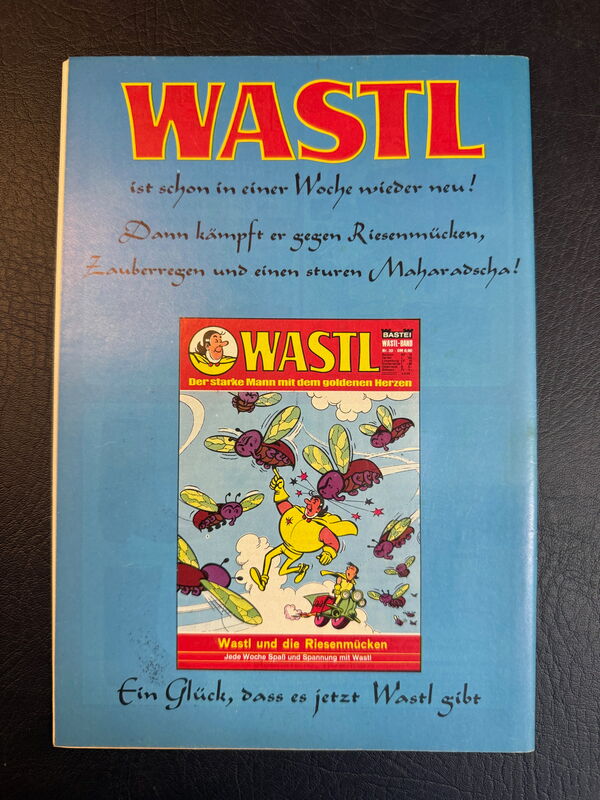 WASTL
ist schon in einer Woche wieder neu!
Dann kämpft er gegen Riesenmücken,
Zauberregen und einen sturen Maharadscha!
WASTL
BASTEI
WASTL-BAND
Der starke Mann mit dem goldenen Herzen
Wastl und die Riesenmücken
Jede Woche Spaß und Spannung mit Wastl
Ein Glück, dass es jetzt Wastl gibt